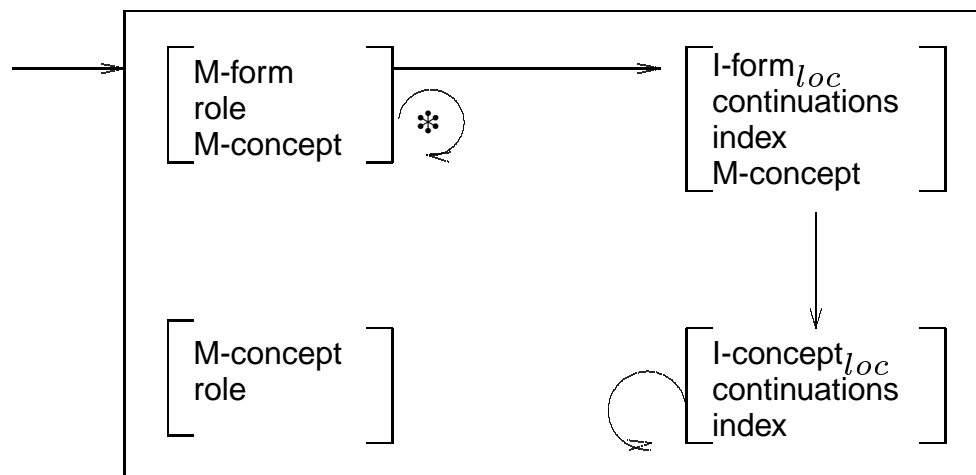 M-form
role
M-concept
*
I-form_loc
continuations
index
M-concept
M-concept
role
I-concept_loc
continuations
index